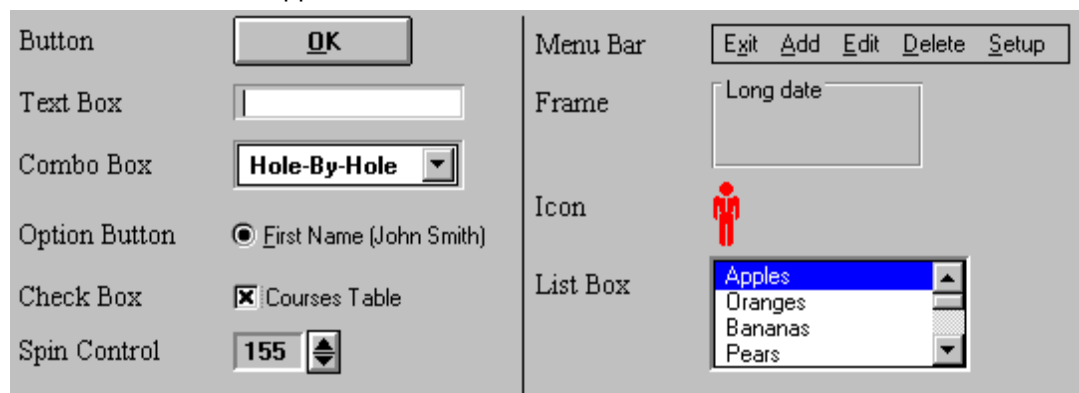 Button OK
Text Box
Combo Box Hole-By-Hole
Option Button First Name (John Smith)
Check Box Courses Table
Spin Control 155
Menu Bar Exit Add Edit Delete Setup
Frame Long date
Icon
List Box Apples
Oranges
Bananas
Pears